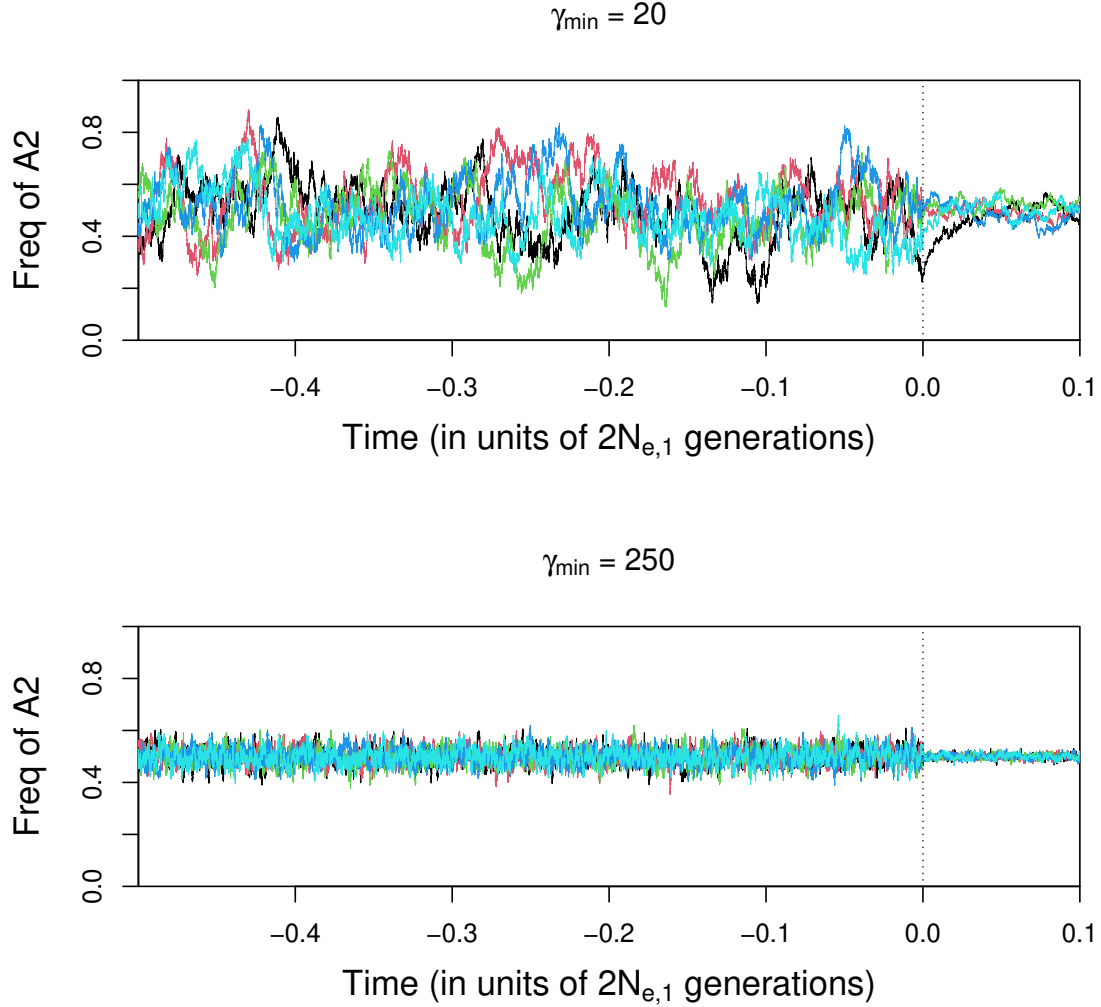 γmin = 20
Freq of A2
0.0 0.4 0.8
−0.4 −0.3 −0.2 −0.1 0.0 0.1
Time (in units of 2Ne,1 generations)
γmin = 250
Freq of A2
0.0 0.4 0.8
−0.4 −0.3 −0.2 −0.1 0.0 0.1
Time (in units of 2Ne,1 generations)